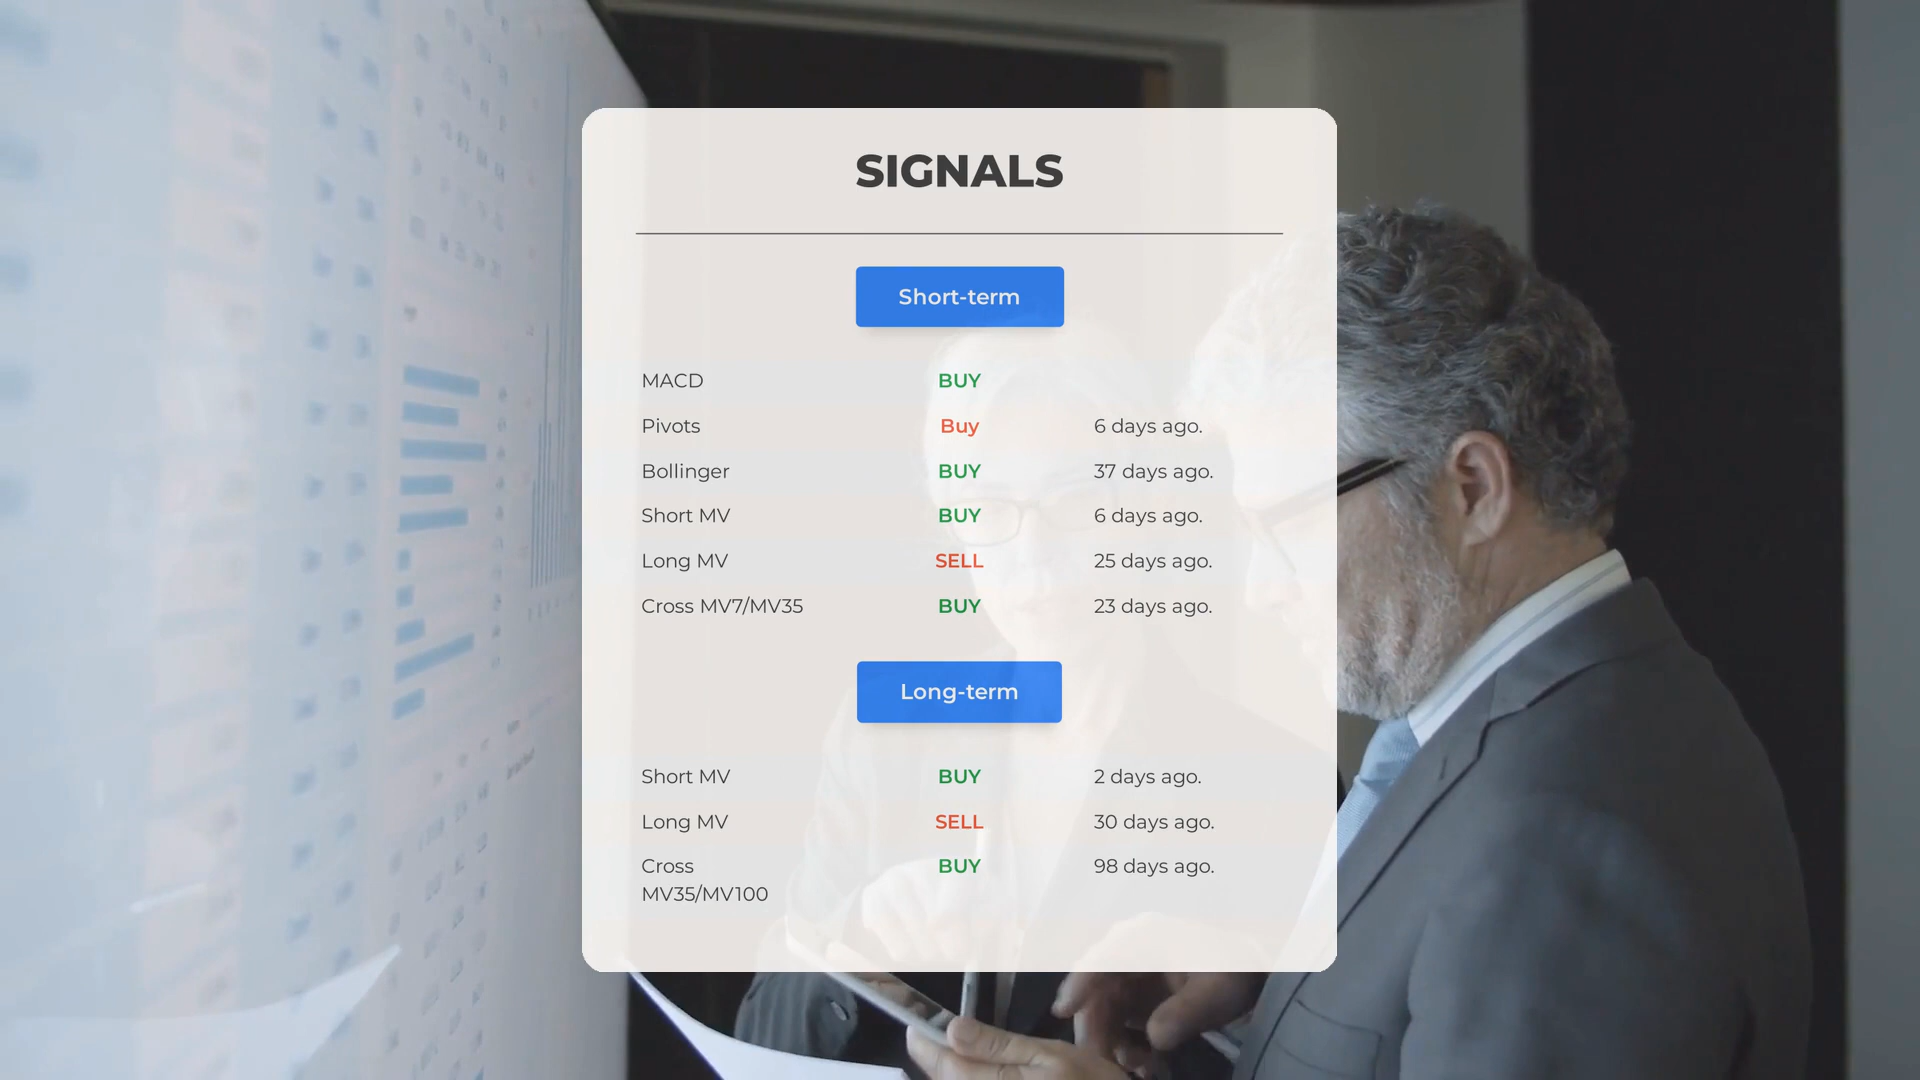 SIGNALS
Short-term
MACD BUY
Pivots Buy 6 days ago.
Bollinger BUY 37 days ago.
Short MV BUY 6 days ago.
Long MV SELL 25 days ago.
Cross MV7/MV35 BUY 23 days ago.
Long-term
Short MV BUY 2 days ago.
Long MV SELL 30 days ago.
Cross BUY 98 days ago.
MV35/MV100